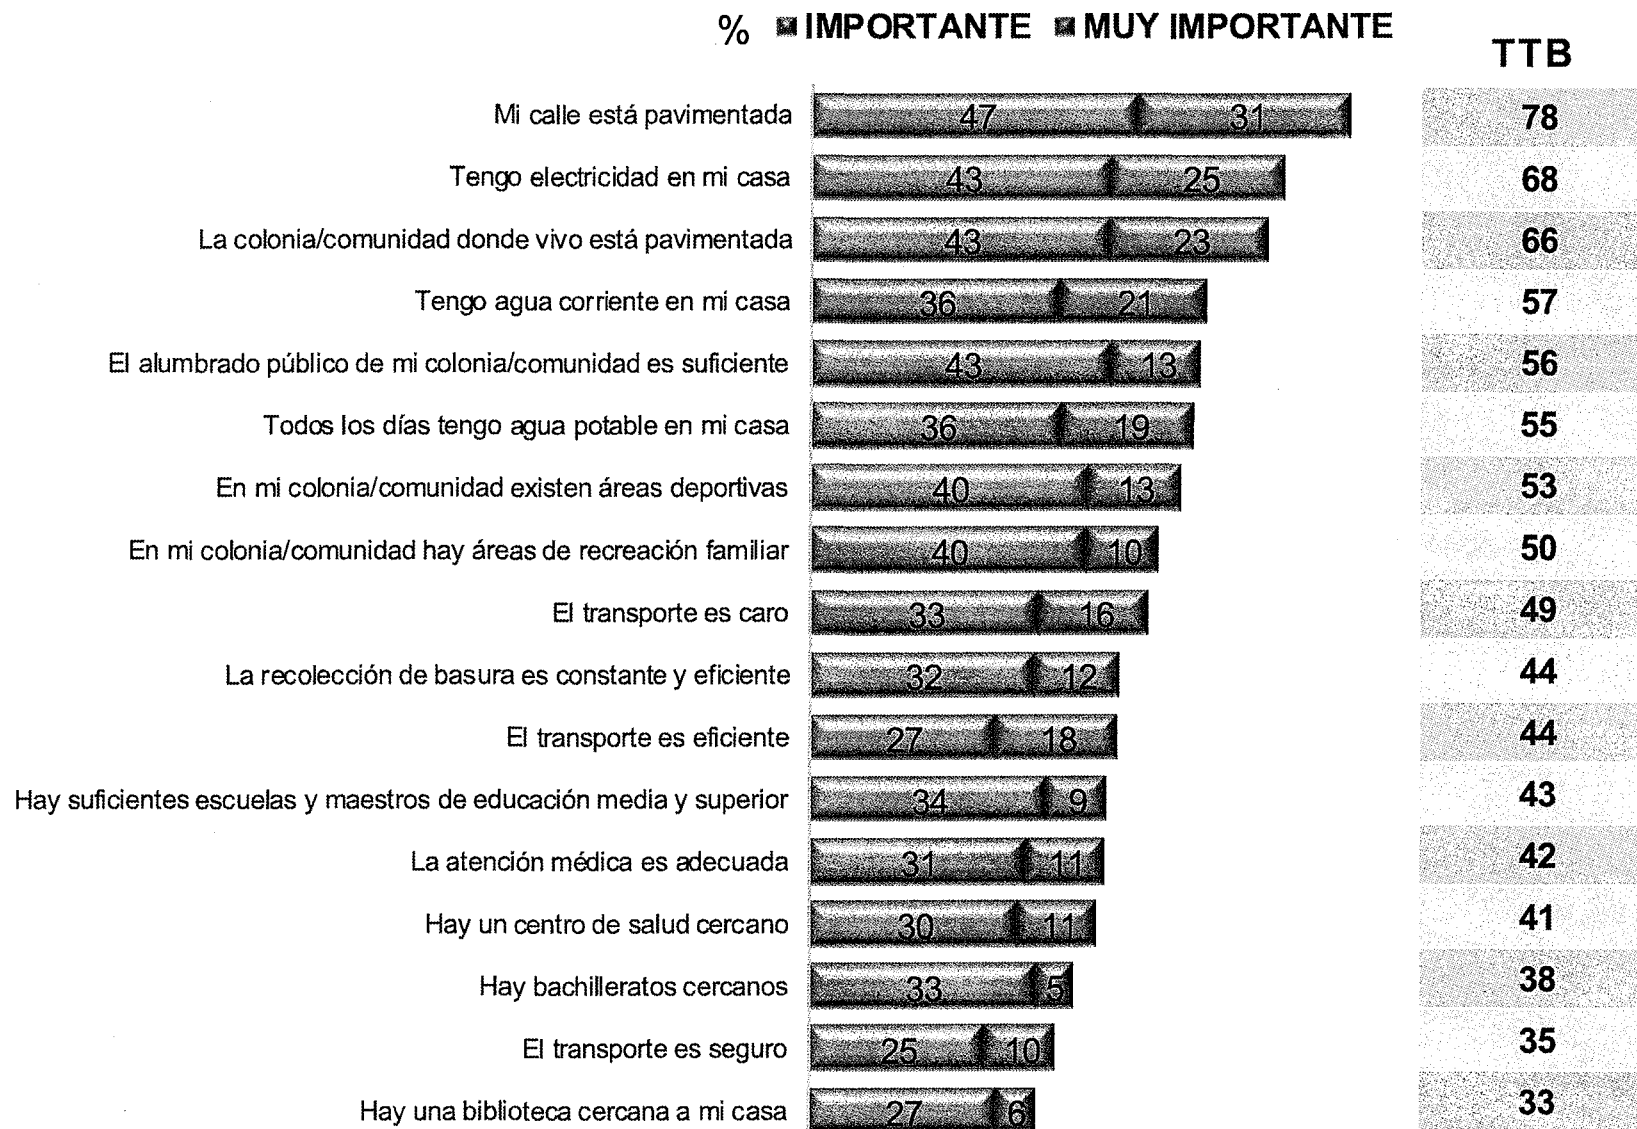 % IMPORTANTE MUY IMPORTANTE
TTB
Mi calle está pavimentada 47 31 78
Tengo electricidad en mi casa 43 25 68
La colonia/comunidad donde vivo está pavimentada 43 23 66
Tengo agua corriente en mi casa 36 21 57
El alumbrado público de mi colonia/comunidad es suficiente 43 13 56
Todos los días tengo agua potable en mi casa 36 19 55
En mi colonia/comunidad existen áreas deportivas 40 13 53
En mi colonia/comunidad hay áreas de recreación familiar 40 10 50
El transporte es caro 33 16 49
La recolección de basura es constante y eficiente 32 12 44
El transporte es eficiente 27 18 44
Hay suficientes escuelas y maestros de educación media y superior 34 9 43
La atención médica es adecuada 31 11 42
Hay un centro de salud cercano 30 11 41
Hay bachilleratos cercanos 33 5 38
El transporte es seguro 25 10 35
Hay una biblioteca cercana a mi casa 27 6 33